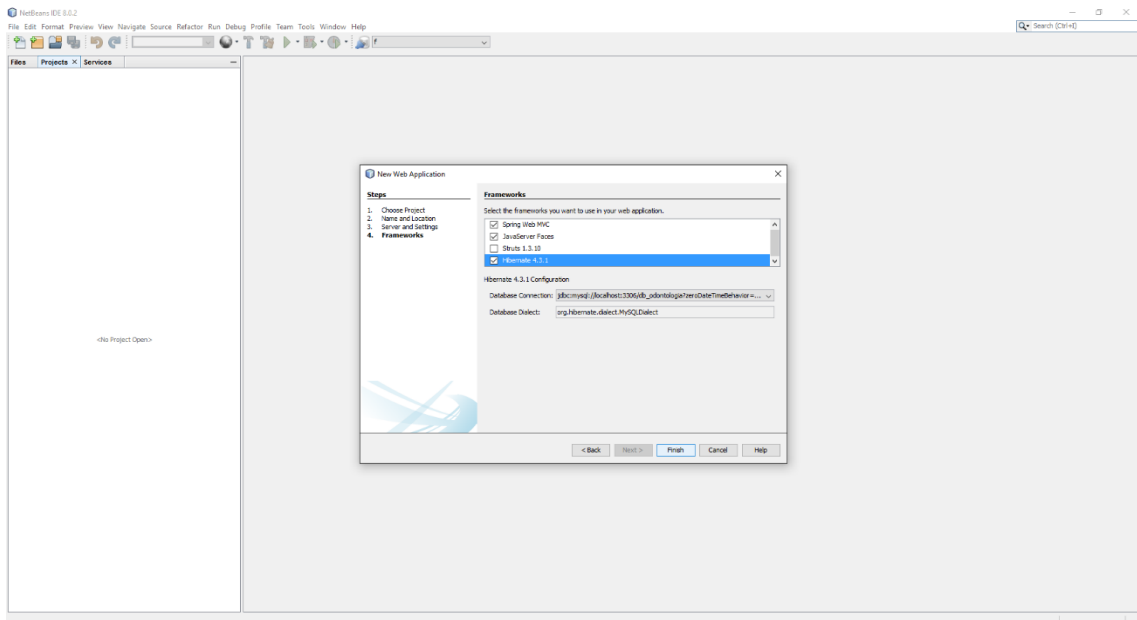 NetBeans IDE 8.0.2
File Edit Format Preview View Navigate Source Refactor Run Debug Profile Team Tools Window Help
Search (Ctrl+I)
Files Projects Services
<No Project Open>
New Web Application
Steps
1. Choose Project
2. Name and Location
3. Server and Settings
4. Frameworks
Frameworks
Select the frameworks you want to use in your web application.
Spring Web MVC
JavaServer Faces
Struts 1.3.10
Hibernate 4.3.1
Hibernate 4.3.1 Configuration
Database Connection: jdbc:mysql://localhost:3306/db_odontologia?zeroDateTimeBehavior=...
Database Dialect: org.hibernate.dialect.MySQLDialect
< Back Next > Finish Cancel Help